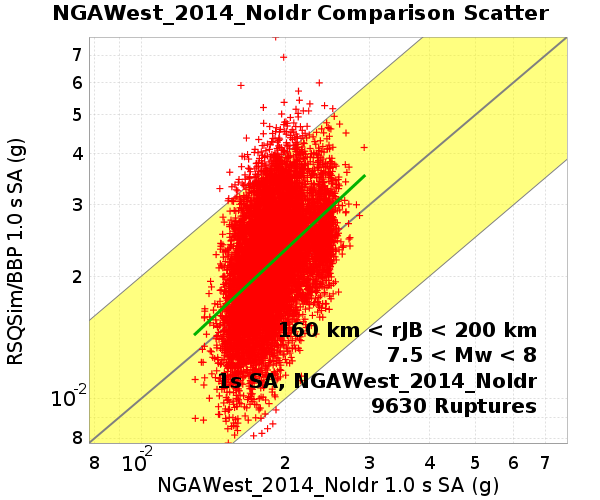 NGAWest_2014_NoIdr Comparison Scatter
RSQSim/BBP 1.0 s SA (g)
7
6
5
4
3
2
10-2
8
160 km < rJB < 200 km
7.5 < Mw < 8
1s SA, NGAWest_2014_NoIdr
9630 Ruptures
8 10-2 2 3 4 5 6 7
NGAWest_2014_NoIdr 1.0 s SA (g)